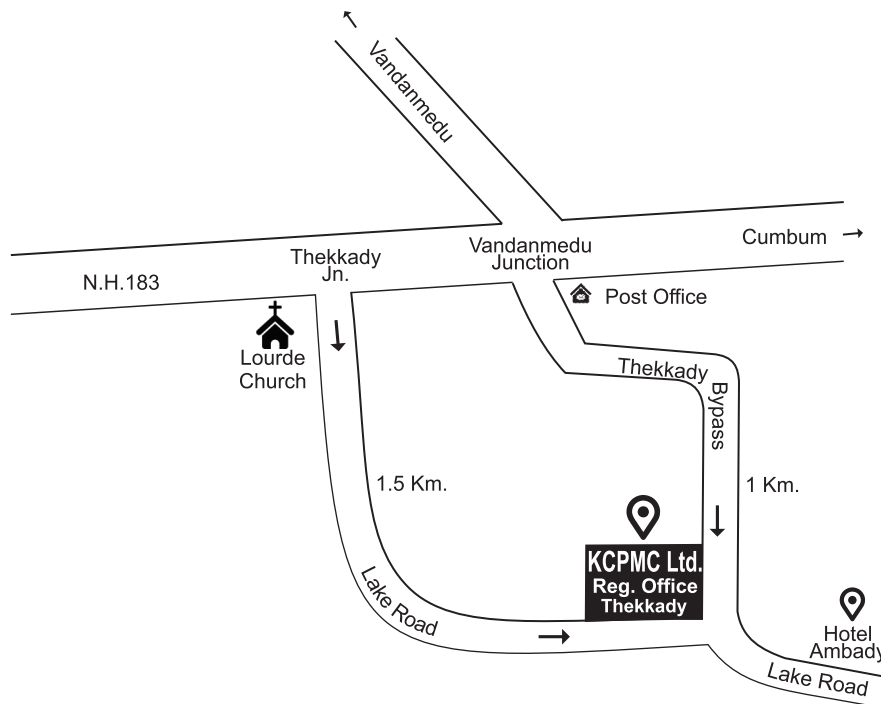 Vandanmedu
Cumbum
Vandanmedu
Junction
Thekkady
Jn.
N.H.183
Post Office
Lourde
Church
Thekkady
Bypass
1.5 Km.
1 Km.
KCPMC Ltd.
Reg. Office
Thekkady
Lake Road
Hotel
Ambady
Lake Road